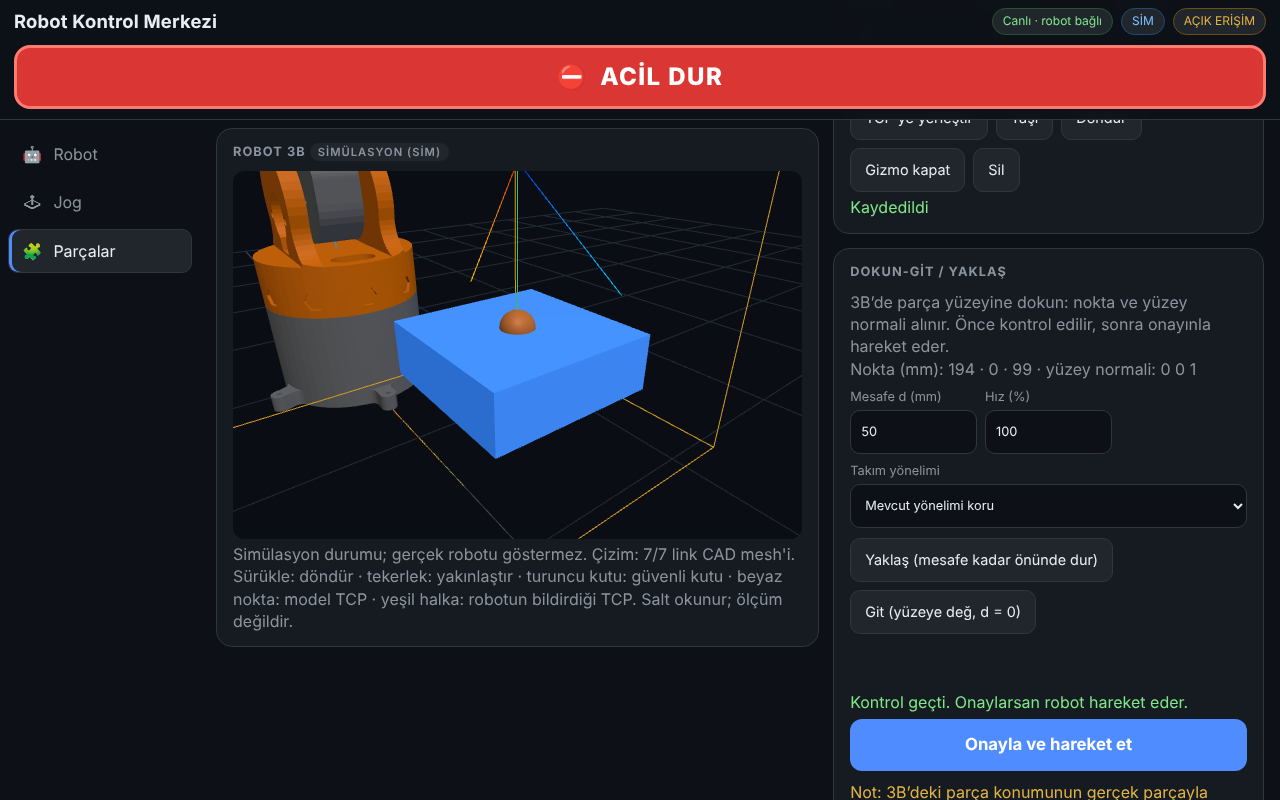 Robot Kontrol Merkezi
Canlı · robot bağlı
SİM
AÇIK ERİŞİM
⛔ ACİL DUR
🤖 Robot
🕹 Jog
🧩 Parçalar
ROBOT 3B SİMÜLASYON (SİM)
Simülasyon durumu; gerçek robotu göstermez. Çizim: 7/7 link CAD mesh'i.
Sürükle: döndür · tekerlek: yakınlaştır · turuncu kutu: güvenli kutu · beyaz
nokta: model TCP · yeşil halka: robotun bildirdiği TCP. Salt okunur; ölçüm
değildir.
Gizmo kapat
Sil
Kaydedildi
DOKUN-GİT / YAKLAŞ
3B’de parça yüzeyine dokun: nokta ve yüzey
normali alınır. Önce kontrol edilir, sonra onayınla
hareket eder.
Nokta (mm): 194 · 0 · 99 · yüzey normali: 0 0 1
Mesafe d (mm)
Hız (%)
50
100
Takım yönelimi
Mevcut yönelimi koru
Yaklaş (mesafe kadar önünde dur)
Git (yüzeye değ, d = 0)
Kontrol geçti. Onaylarsan robot hareket eder.
Onayla ve hareket et
Not: 3B’deki parça konumunun gerçek parçayla